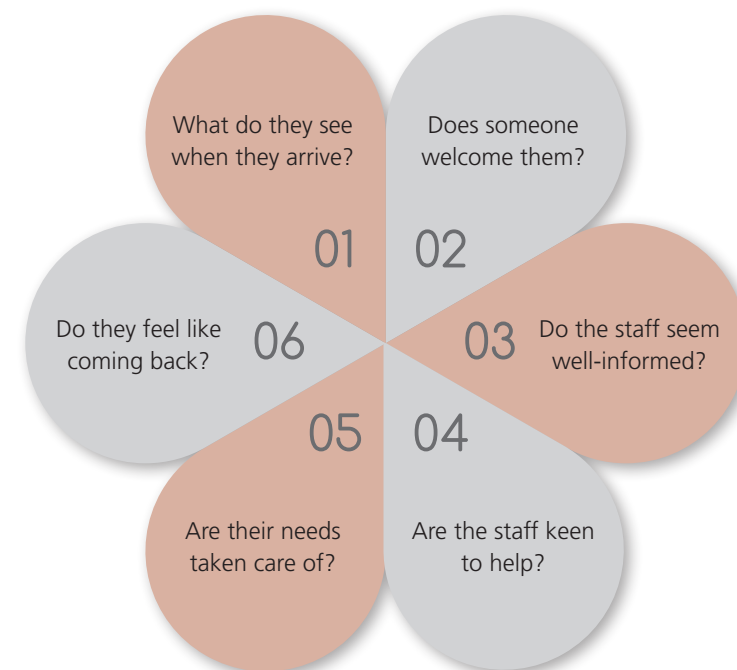 What do they see
when they arrive?
01
Does someone
welcome them?
02
03
Do the staff seem
well-informed?
04
Are the staff keen
to help?
05
Are their needs
taken care of?
Do they feel like
coming back?
06